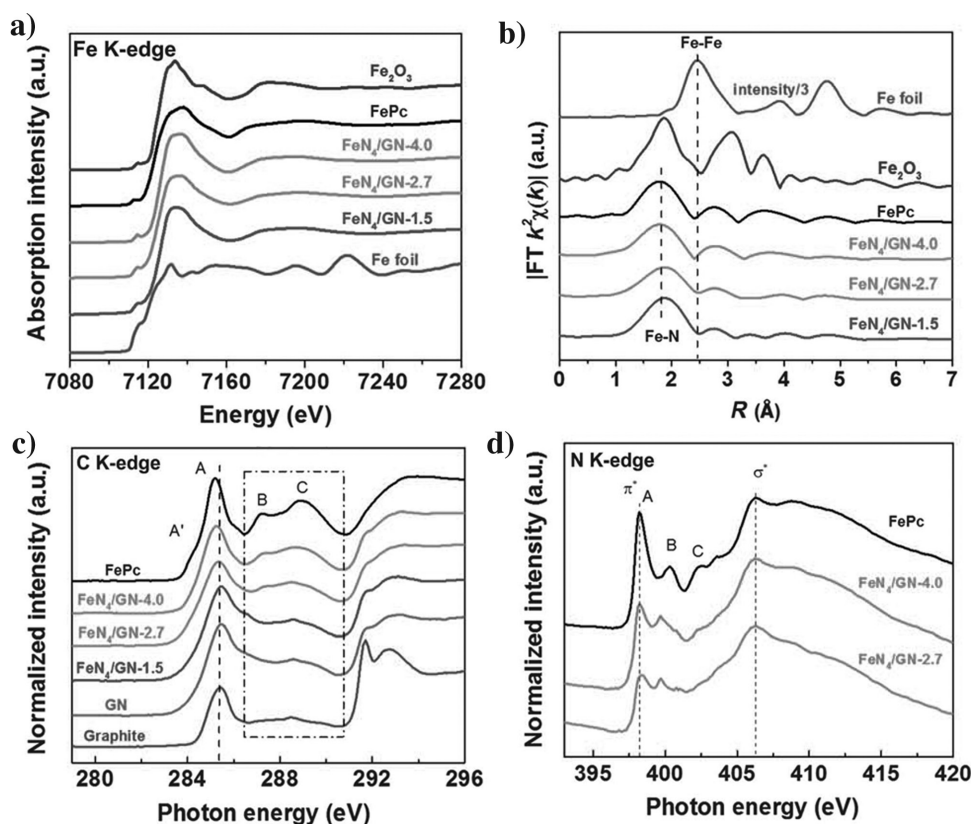 a)
Fe K-edge
Fe₂O₃
FePc
FeN₄/GN-4.0
FeN₄/GN-2.7
FeN₄/GN-1.5
Fe foil
Absorption intensity (a.u.)
7080 7120 7160 7200 7240 7280
Energy (eV)
b)
Fe-Fe
intensity/3
Fe foil
Fe₂O₃
FePc
FeN₄/GN-4.0
FeN₄/GN-2.7
FeN₄/GN-1.5
Fe-N
|FT k²χ(k)| (a.u.)
0 1 2 3 4 5 6 7
R (Å)
c)
C K-edge
A
B
C
A'
FePc
FeN₄/GN-4.0
FeN₄/GN-2.7
FeN₄/GN-1.5
GN
Graphite
Normalized intensity (a.u.)
280 284 288 292 296
Photon energy (eV)
d)
N K-edge
π*
A
B
C
σ*
FePc
FeN₄/GN-4.0
FeN₄/GN-2.7
Normalized intensity (a.u.)
395 400 405 410 415 420
Photon energy (eV)